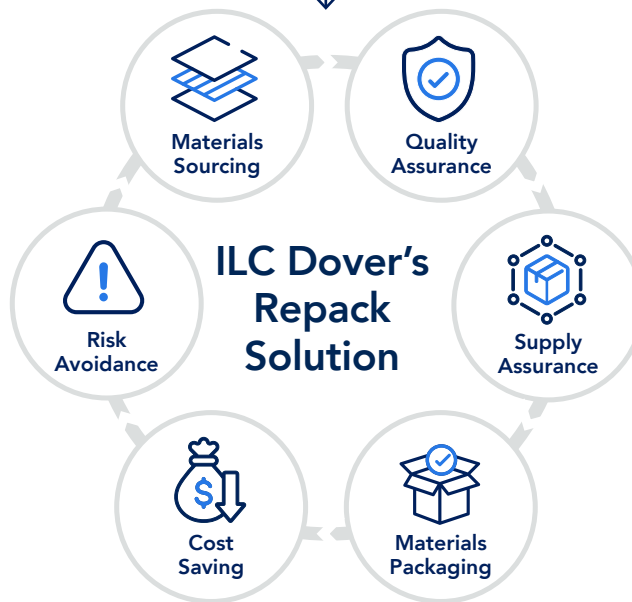 Materials
Sourcing
Quality
Assurance
ILC Dover’s
Repack
Solution
Risk
Avoidance
Supply
Assurance
$
Cost
Saving
Materials
Packaging